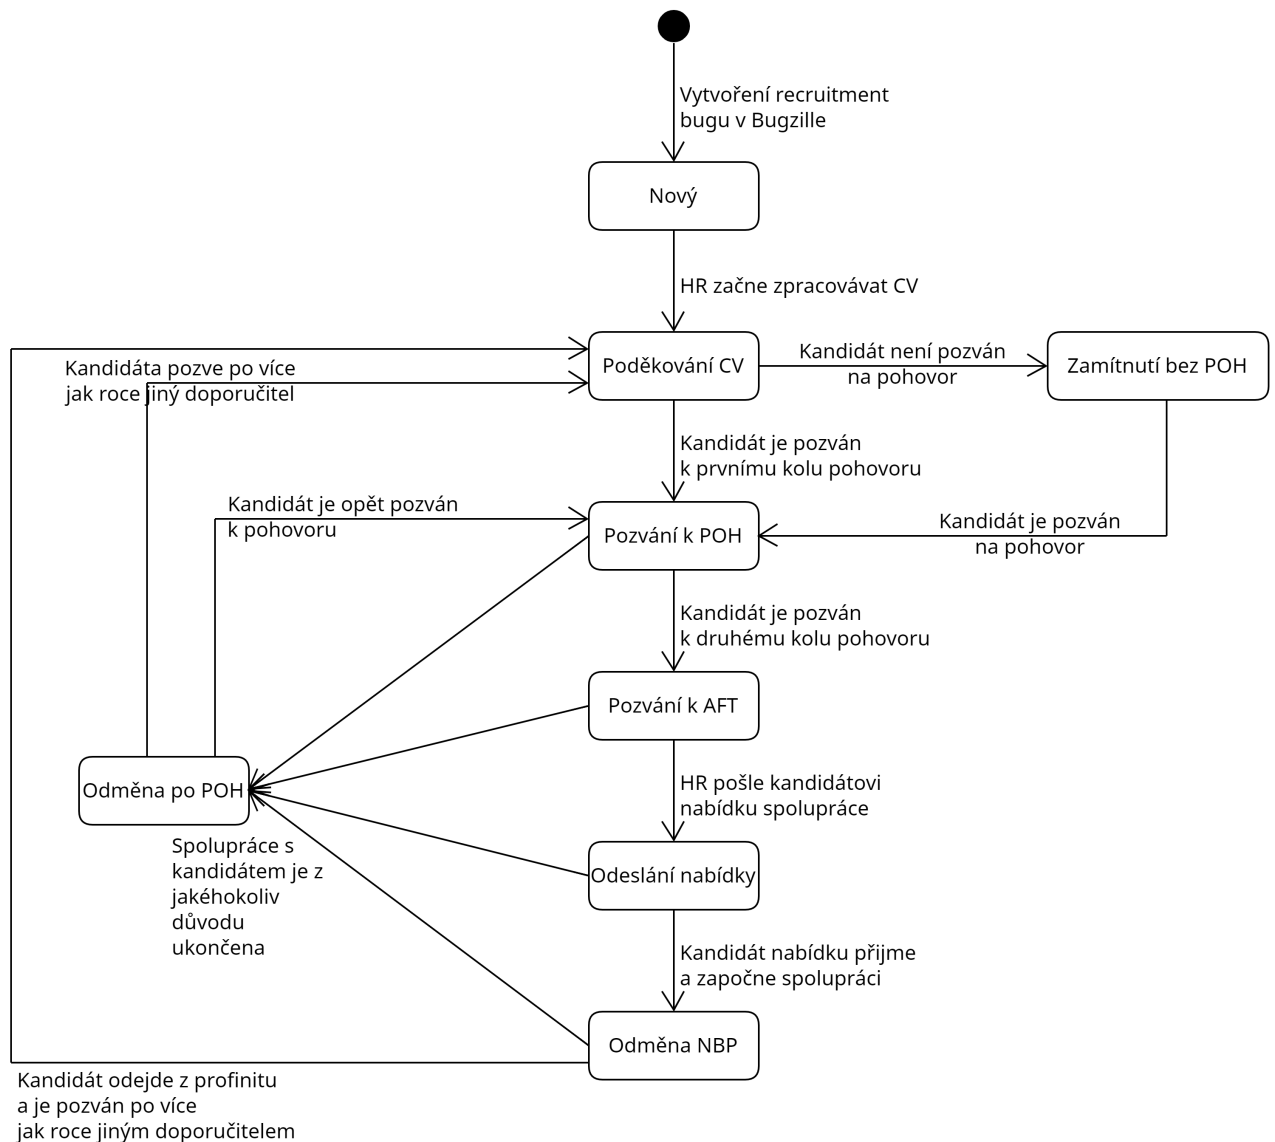 Vytvoření recruitment
bugu v Bugzille
Nový
HR začne zpracovávat CV
Kandidáta pozve po více
jak roce jiný doporučitel
Poděkování CV
Kandidát není pozván
na pohovor
Zamítnutí bez POH
Kandidát je pozván
k prvnímu kolu pohovoru
Kandidát je opět pozván
k pohovoru
Pozvání k POH
Kandidát je pozván
na pohovor
Kandidát je pozván
k druhému kolu pohovoru
Pozvání k AFT
Odměna po POH
HR pošle kandidátovi
nabídku spolupráce
Spolupráce s
kandidátem je z
jakéhokoliv
důvodu
ukončena
Odeslání nabídky
Kandidát nabídku přijme
a započne spolupráci
Odměna NBP
Kandidát odejde z profinitu
a je pozván po více
jak roce jiným doporučitelem